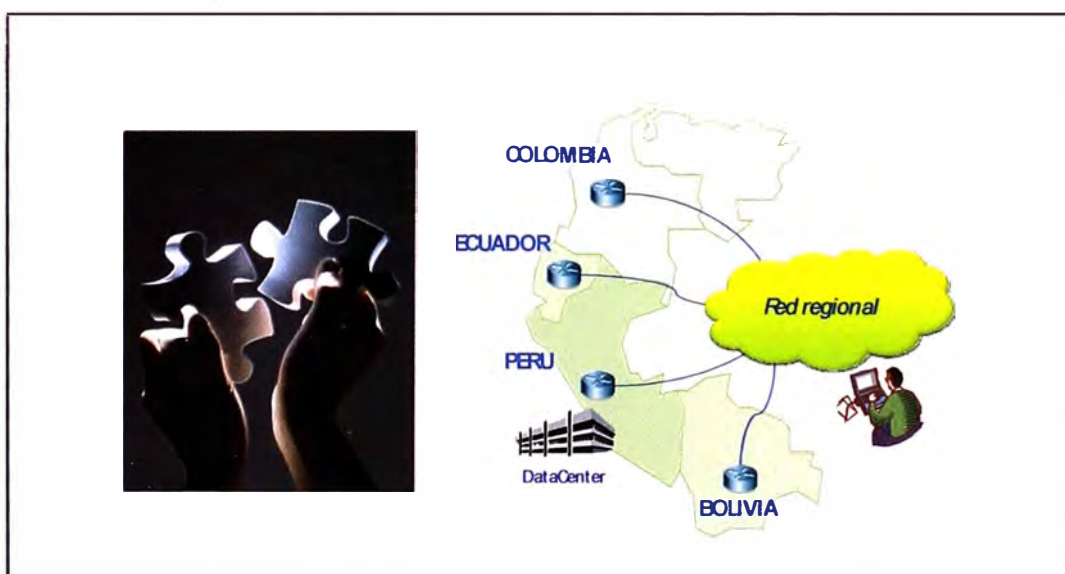 COLOMBIA
ECUADOR
Red regional
PERU
DataCenter
BOLIVIA